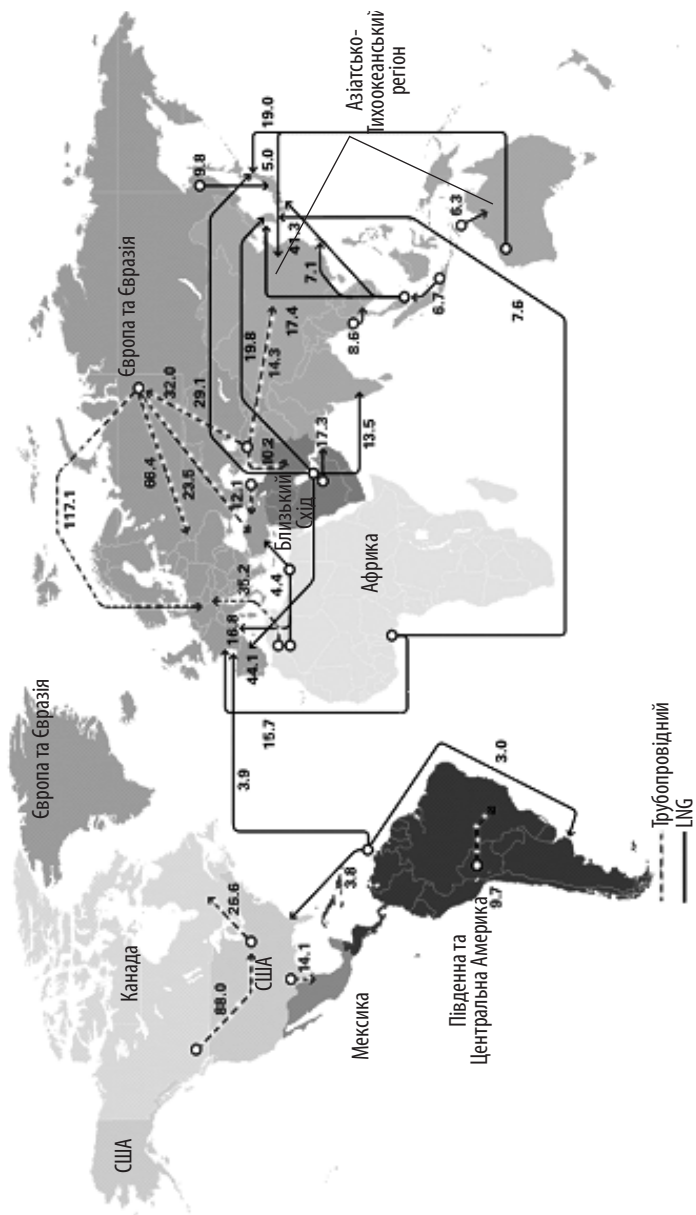 США
Канада
Європа та Євразія
Європа та Євразія
США
Мексика
Південна та
Центральна Америка
Близький
Схід
Африка
Азіатсько-
Тихоокеанський
регіон
88.0
26.6
14.1
3.8
3.9
3.0
9.7
15.7
16.8
44.1
35.2
4.4
12.1
10.2
117.1
66.4
23.5
32.0
29.1
19.8
14.3
17.4
17.3
13.5
8.6
7.1
41.3
5.0
19.0
9.8
6.7
6.3
7.6
Трубопровідний
LNG